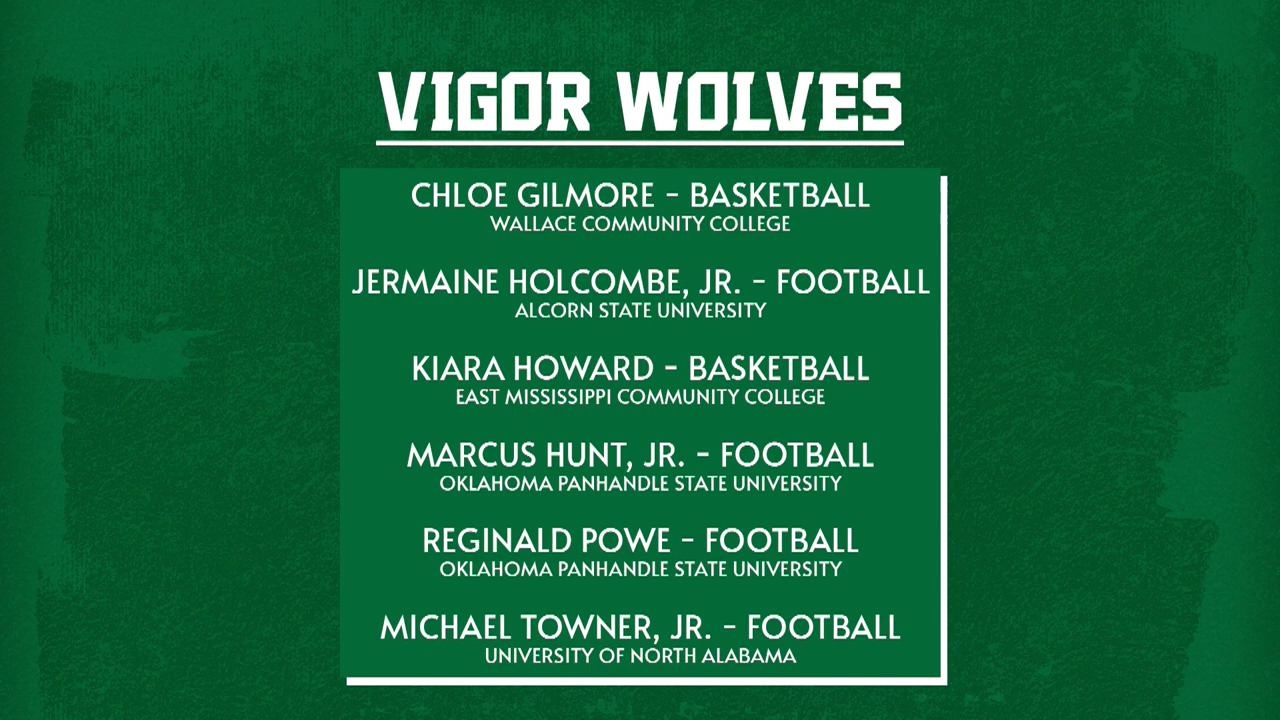 VIGOR WOLVES
CHLOE GILMORE - BASKETBALL
WALLACE COMMUNITY COLLEGE
JERMAINE HOLCOMBE, JR. - FOOTBALL
ALCORN STATE UNIVERSITY
KIARA HOWARD - BASKETBALL
EAST MISSISSIPPI COMMUNITY COLLEGE
MARCUS HUNT, JR. - FOOTBALL
OKLAHOMA PANHANDLE STATE UNIVERSITY
REGINALD POWE - FOOTBALL
OKLAHOMA PANHANDLE STATE UNIVERSITY
MICHAEL TOWNER, JR. - FOOTBALL
UNIVERSITY OF NORTH ALABAMA